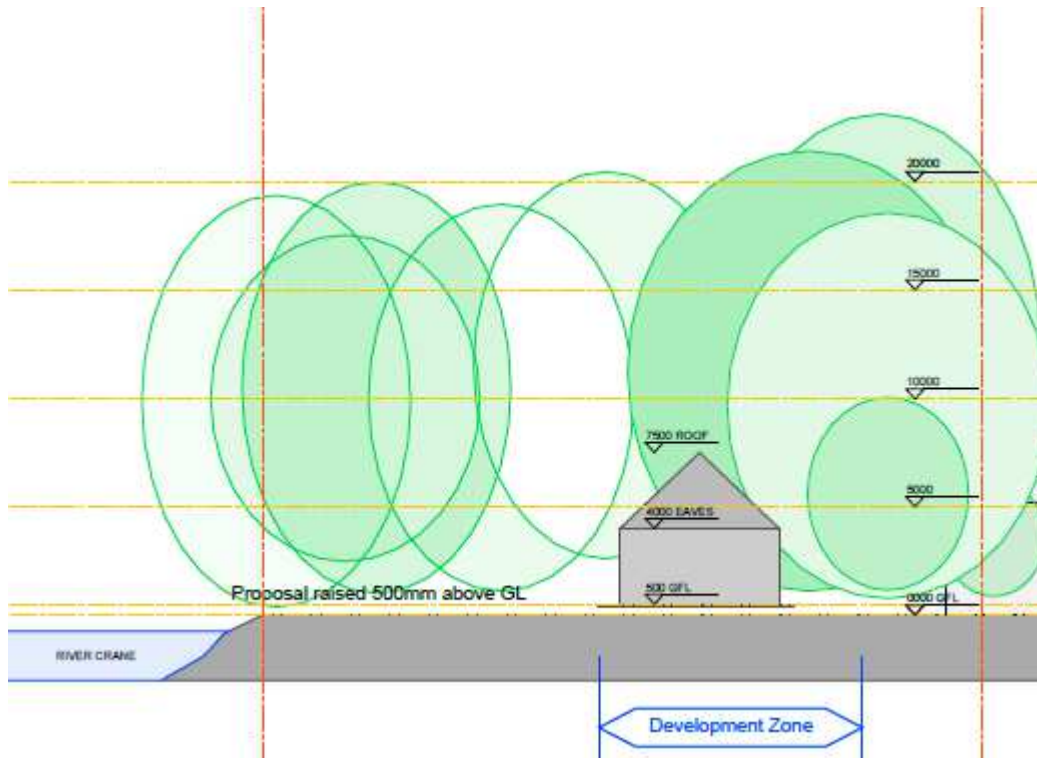 20000
15000
10000
7500 ROOF
5000
4000 EAVES
500 GFL
0000 GFL
Proposal raised 500mm above GL
RIVER CRANE
Development Zone